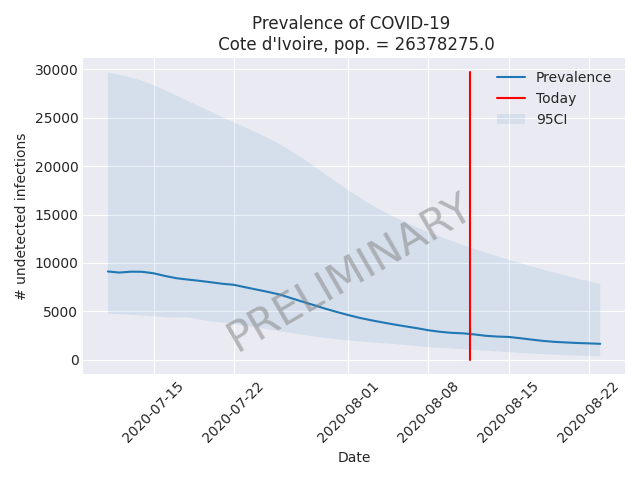 Prevalence of COVID-19
Cote d'Ivoire, pop. = 26378275.0
30000
25000
20000
15000
10000
5000
0
# undetected infections
Prevalence
Today
95CI
PRELIMINARY
2020-07-15
2020-07-22
2020-08-01
2020-08-08
2020-08-15
2020-08-22
Date